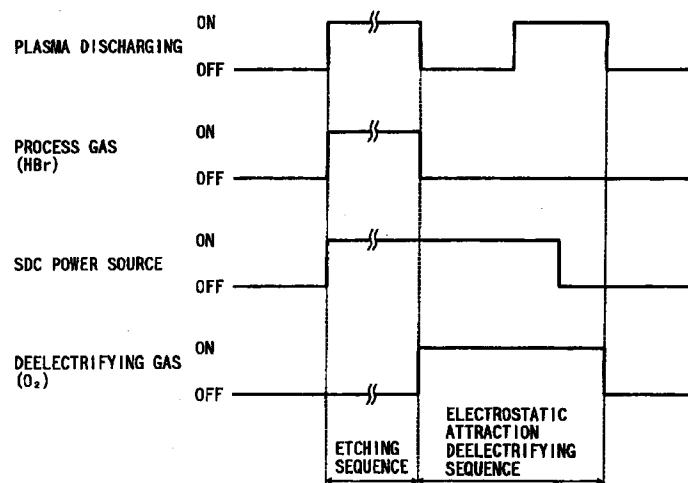 PLASMA DISCHARGING
ON
OFF
PROCESS GAS
(HBr)
ON
OFF
SDC POWER SOURCE
ON
OFF
DEELECTRIFYING GAS
(O₂)
ON
OFF
ETCHING
SEQUENCE
ELECTROSTATIC
ATTRACTION
DEELECTRIFYING
SEQUENCE